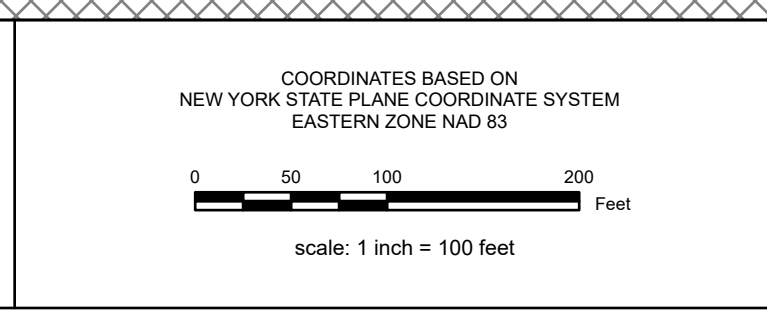 COORDINATES BASED ON
NEW YORK STATE PLANE COORDINATE SYSTEM
EASTERN ZONE NAD 83
0 50 100 200
Feet
scale: 1 inch = 100 feet